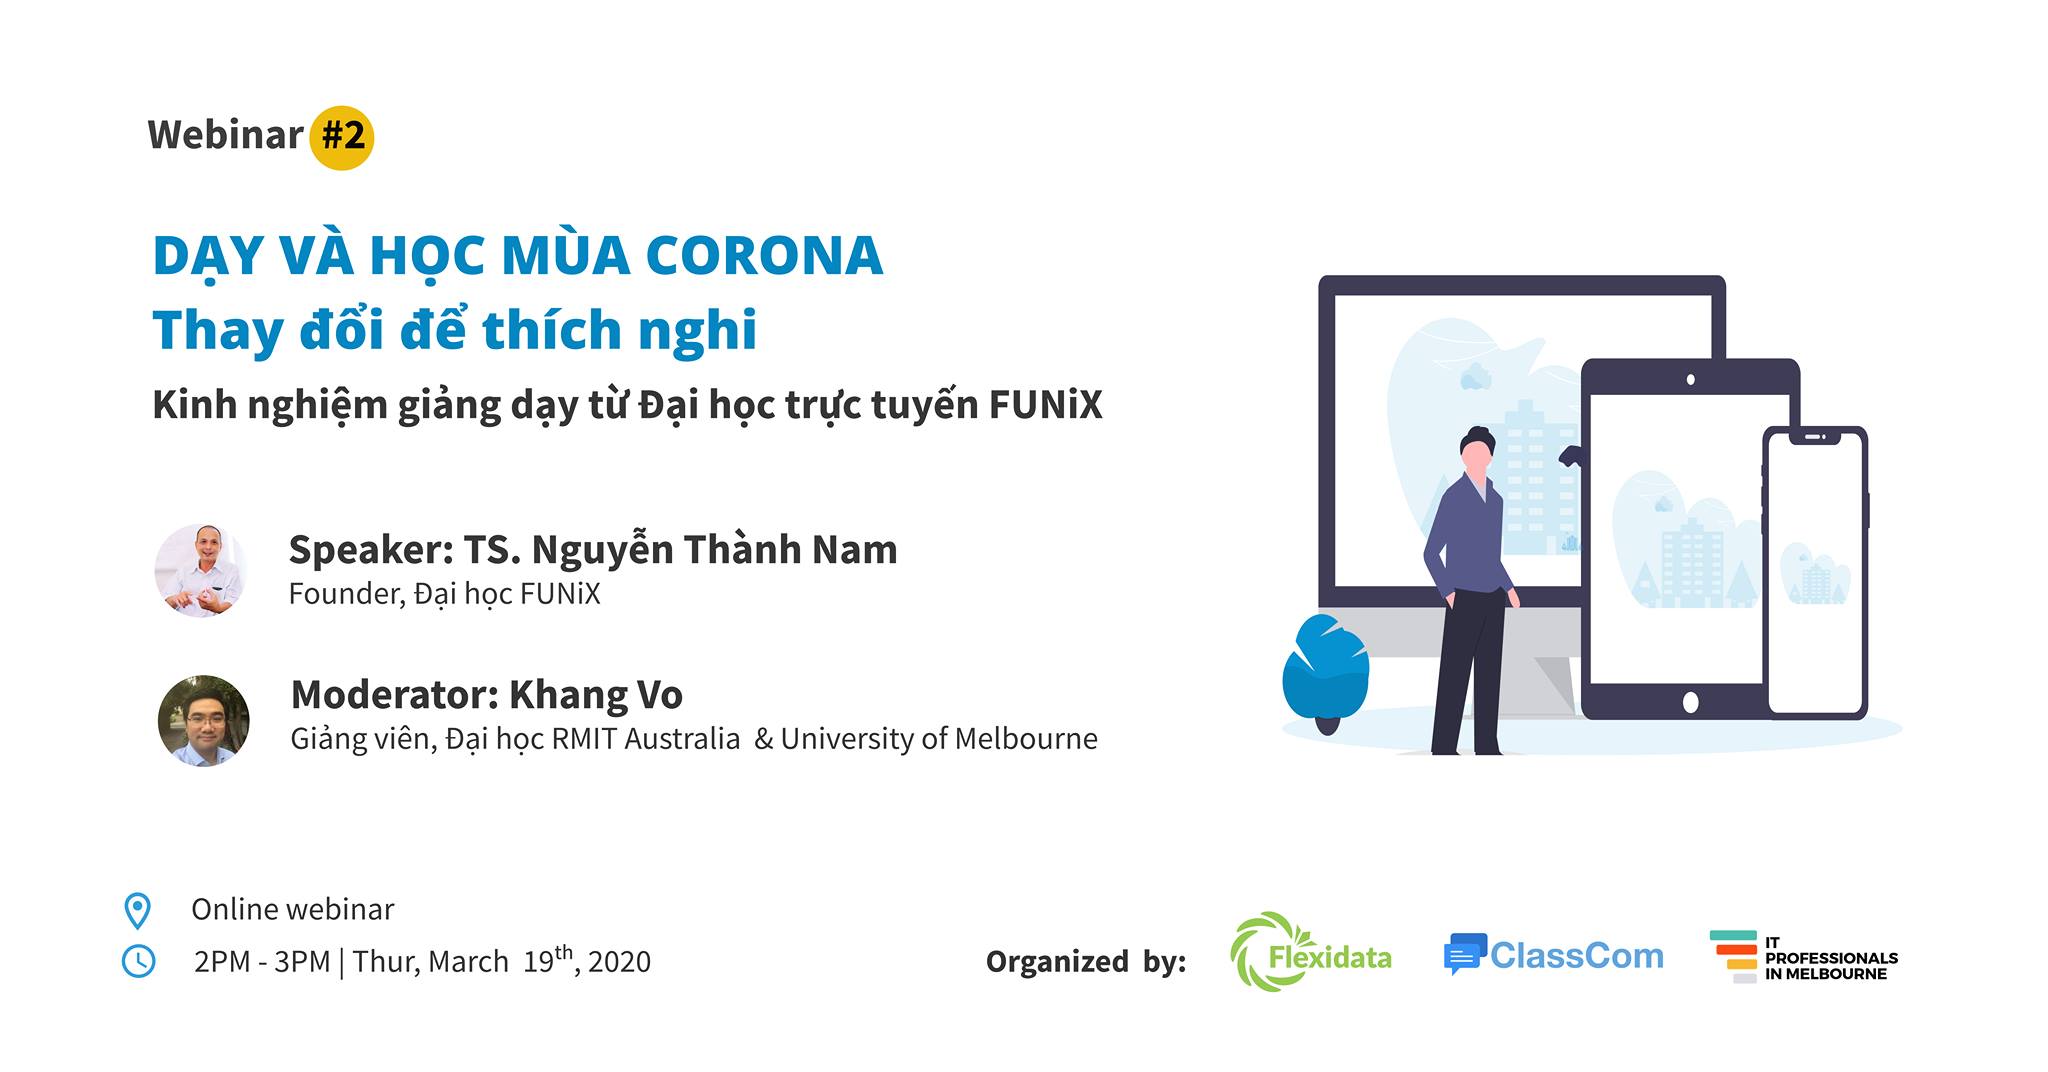 Webinar #2
DẠY VÀ HỌC MÙA CORONA
Thay đổi để thích nghi
Kinh nghiệm giảng dạy từ Đại học trực tuyến FUNiX
Speaker: TS. Nguyễn Thành Nam
Founder, Đại học FUNiX
Moderator: Khang Vo
Giảng viên, Đại học RMIT Australia & University of Melbourne
Online webinar
2PM - 3PM | Thur, March 19th, 2020
Organized by:
Flexidata
ClassCom
IT
PROFESSIONALS
IN MELBOURNE